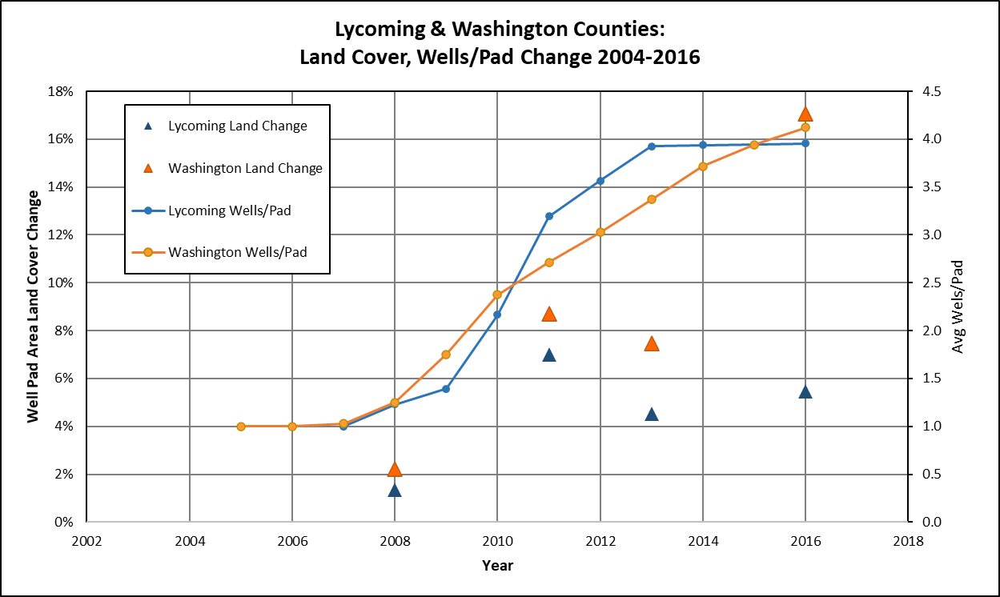 Lycoming & Washington Counties:
Land Cover, Wells/Pad Change 2004-2016
18%
16%
14%
12%
10%
8%
6%
4%
2%
0%
Well Pad Area Land Cover Change
Lycoming Land Change
Washington Land Change
Lycoming Wells/Pad
Washington Wells/Pad
4.5
4.0
3.5
3.0
2.5
2.0
1.5
1.0
0.5
0.0
Avg Wels/Pad
2002 2004 2006 2008 2010 2012 2014 2016 2018
Year